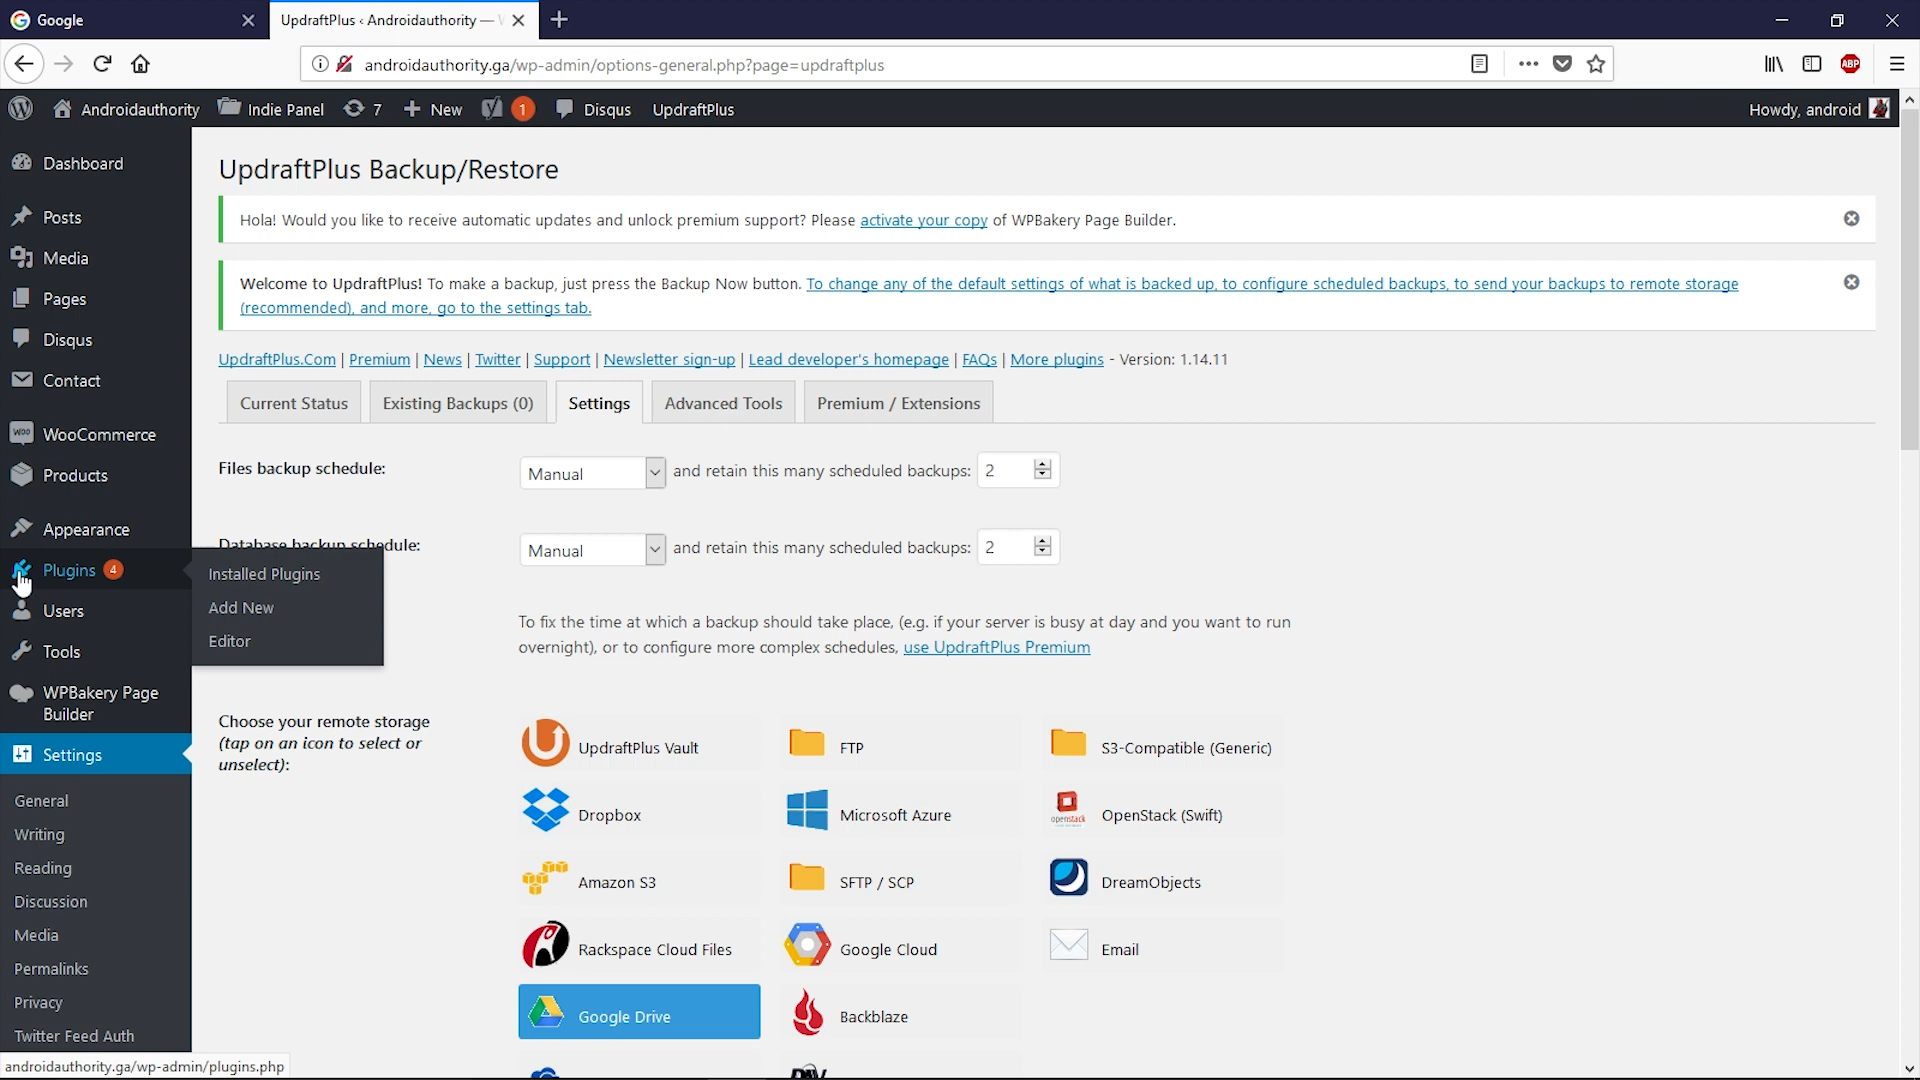 Google
UpdraftPlus ‹ Androidauthority —
androidauthority.ga/wp-admin/options-general.php?page=updraftplus
ABP
Androidauthority
Indie Panel
7
New
1
Disqus
UpdraftPlus
Howdy, android
Dashboard
Posts
Media
Pages
Disqus
Contact
WOO
WooCommerce
Products
Appearance
Plugins 4
Users
Tools
WPBakery Page
Builder
Settings
General
Writing
Reading
Discussion
Media
Permalinks
Privacy
Twitter Feed Auth
androidauthority.ga/wp-admin/plugins.php
Installed Plugins
Add New
Editor
UpdraftPlus Backup/Restore
Hola! Would you like to receive automatic updates and unlock premium support? Please activate your copy of WPBakery Page Builder.
Welcome to UpdraftPlus! To make a backup, just press the Backup Now button. To change any of the default settings of what is backed up, to configure scheduled backups, to send your backups to remote storage
(recommended), and more, go to the settings tab.
UpdraftPlus.Com | Premium | News | Twitter | Support | Newsletter sign-up | Lead developer's homepage | FAQs | More plugins - Version: 1.14.11
Current Status
Existing Backups (0)
Settings
Advanced Tools
Premium / Extensions
Files backup schedule:
Manual
and retain this many scheduled backups: 2
Database backup schedule:
Manual
and retain this many scheduled backups: 2
To fix the time at which a backup should take place, (e.g. if your server is busy at day and you want to run
overnight), or to configure more complex schedules, use UpdraftPlus Premium
Choose your remote storage
(tap on an icon to select or
unselect):
UpdraftPlus Vault
FTP
S3-Compatible (Generic)
Dropbox
Microsoft Azure
openstack
OpenStack (Swift)
Amazon S3
SFTP / SCP
DreamObjects
Rackspace Cloud Files
Google Cloud
Email
Google Drive
Backblaze